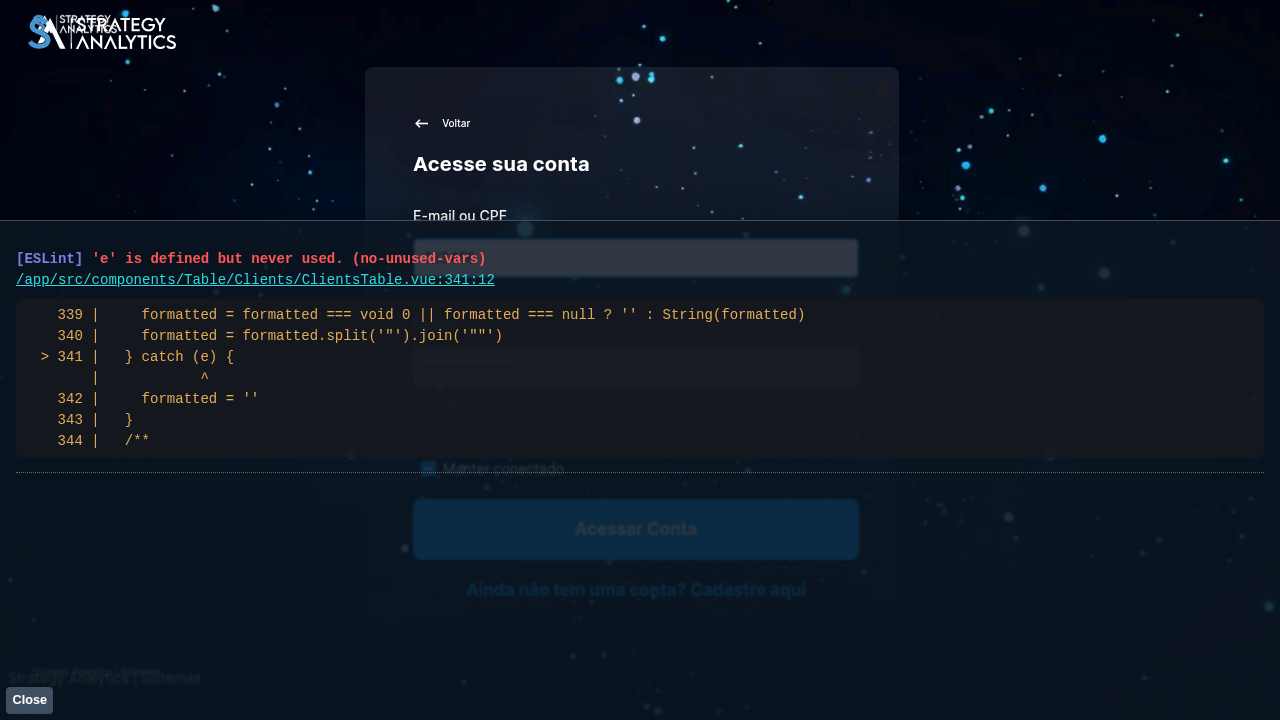 STRATEGY
ANALYTICS
STRATEGY
ANALYTICS
Voltar
Acesse sua conta
E-mail ou CPF
[ESLint] 'e' is defined but never used. (no-unused-vars)
/app/src/components/Table/Clients/ClientsTable.vue:341:12
339 |     formatted = formatted === void 0 || formatted === null ? '' : String(formatted)
340 |     formatted = formatted.split('"').join('""')
> 341 |   } catch (e) {
|            ^
342 |     formatted = ''
343 |   }
344 |   /**
Manter conectado
Acessar Conta
Ainda não tem uma conta? Cadastre aqui
Strategy Analytics | Sistemas
Close